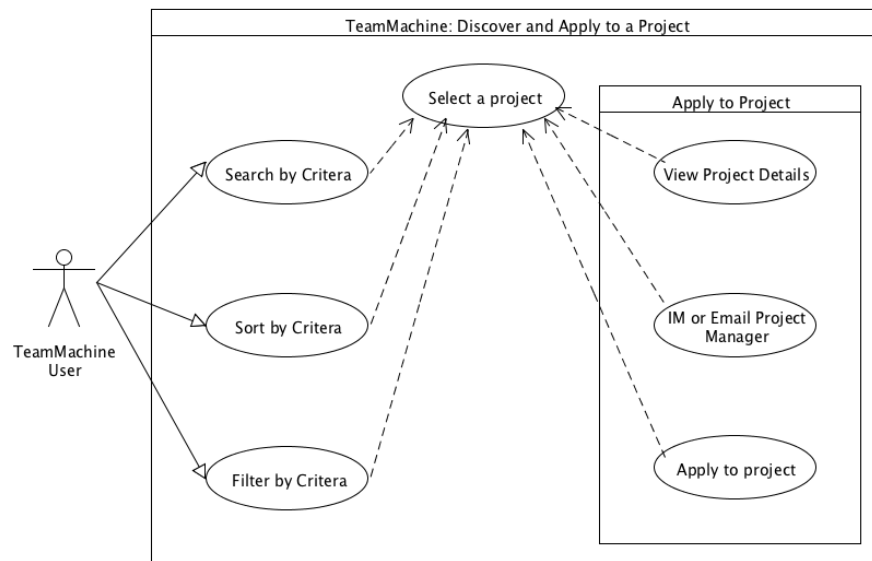 TeamMachine: Discover and Apply to a Project
Select a project
Apply to Project
Search by Critera
View Project Details
TeamMachine
User
Sort by Critera
IM or Email Project
Manager
Filter by Critera
Apply to project